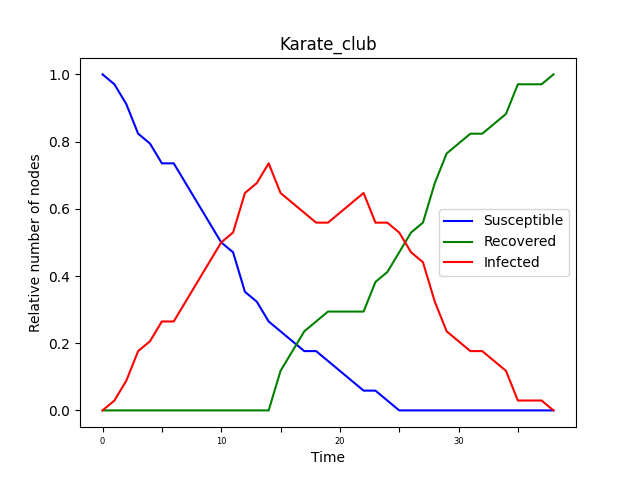 Karate_club
Relative number of nodes
1.0
0.8
0.6
0.4
0.2
0.0
Susceptible
Recovered
Infected
0 10 20 30
Time